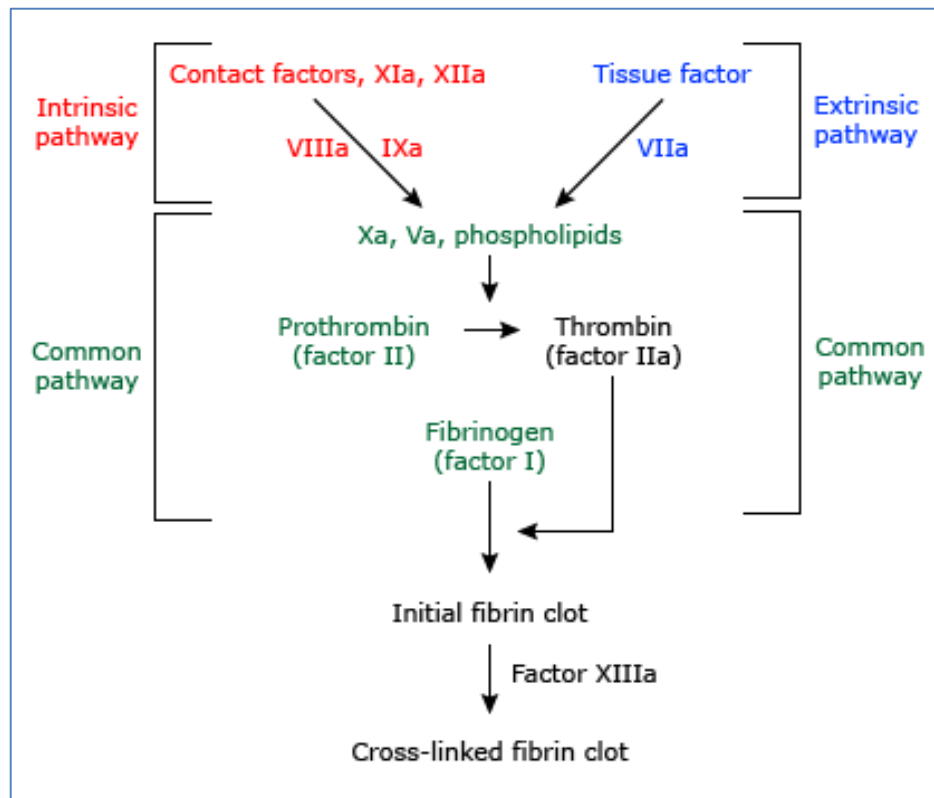 Contact factors, XIa, XIIa
Tissue factor
Intrinsic
pathway
Extrinsic
pathway
VIIIa
IXa
VIIa
Xa, Va, phospholipids
Prothrombin
(factor II)
Thrombin
(factor IIa)
Common
pathway
Common
pathway
Fibrinogen
(factor I)
Initial fibrin clot
Factor XIIIa
Cross-linked fibrin clot